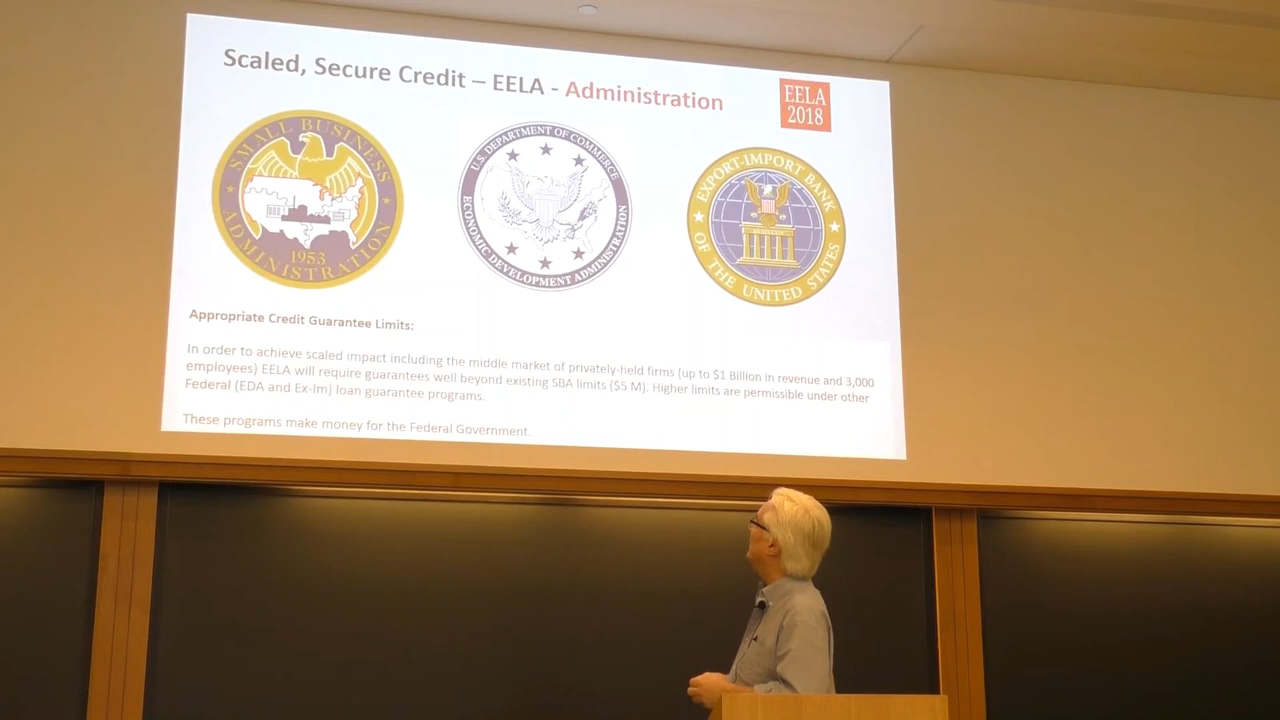 Scaled, Secure Credit – EELA - Administration
EELA
2018
SMALL BUSINESS
ADMINISTRATION
1953
U.S. DEPARTMENT OF COMMERCE
ECONOMIC DEVELOPMENT ADMINISTRATION
EXPORT-IMPORT BANK
OF THE UNITED STATES
Appropriate Credit Guarantee Limits:
In order to achieve scaled impact including the middle market of privately-held firms (up to $1 Billion in revenue and 3,000
employees) EELA will require guarantees well beyond existing SBA limits ($5 M). Higher limits are permissible under other
Federal (EDA and Ex-Im) loan guarantee programs.
These programs make money for the Federal Government.